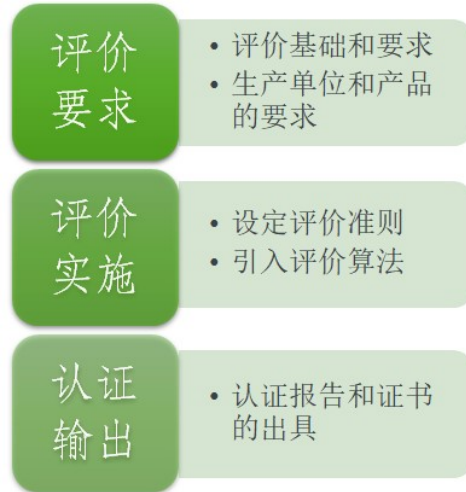 评价
要求
• 评价基础和要求
• 生产单位和产品
的要求
评价
实施
• 设定评价准则
• 引入评价算法
认证
输出
• 认证报告和证书
的出具